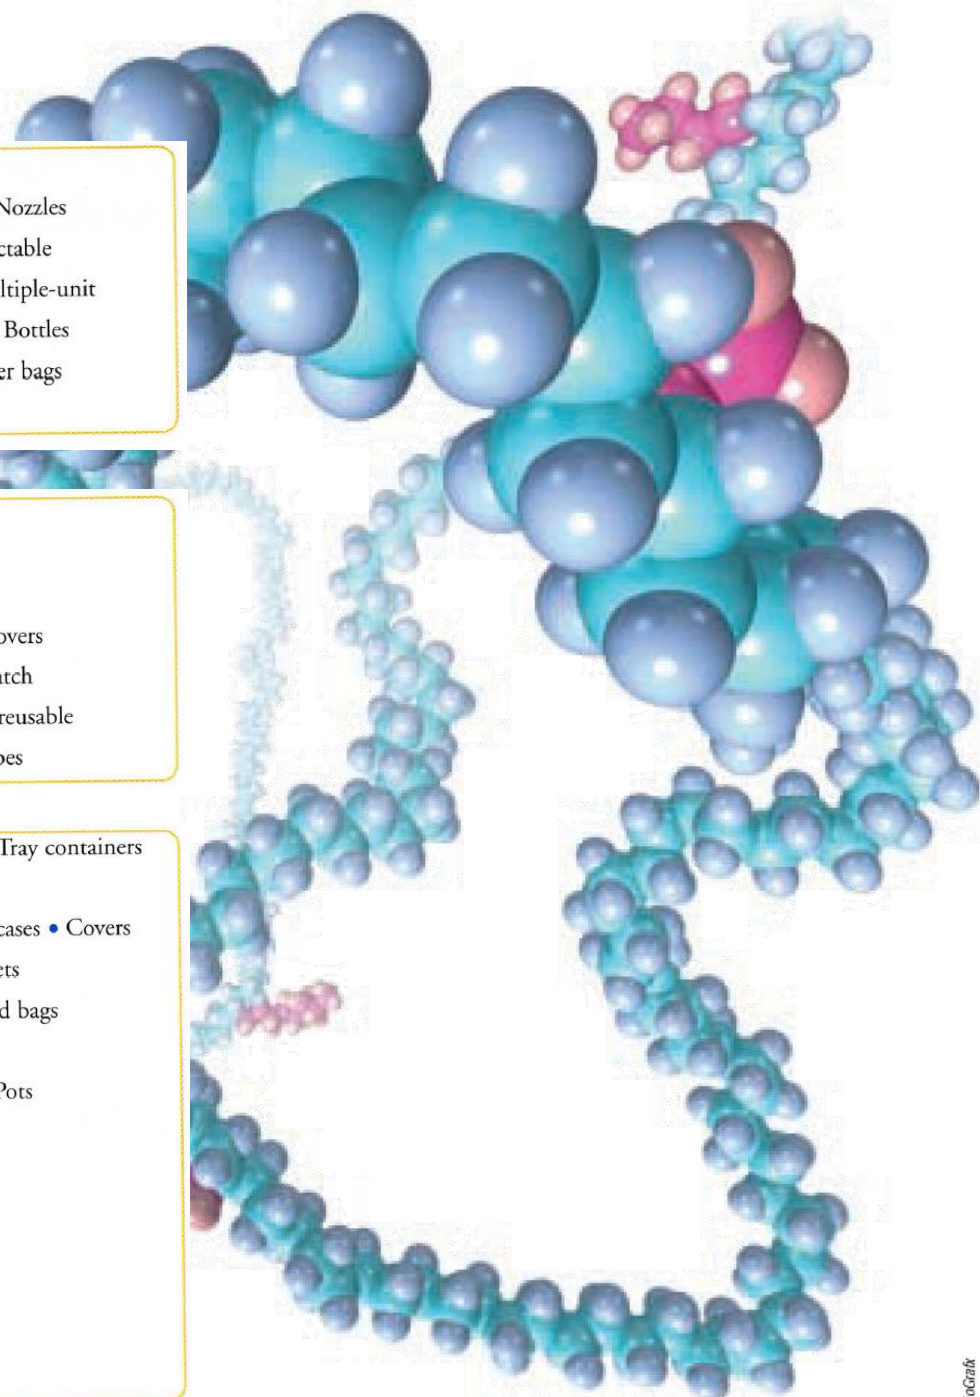 Nozzles
ctable
ltiple-unit
Bottles
er bags
overs
atch
reusable
pes
Tray containers
cases • Covers
ets
d bags
Pots
oGrafx